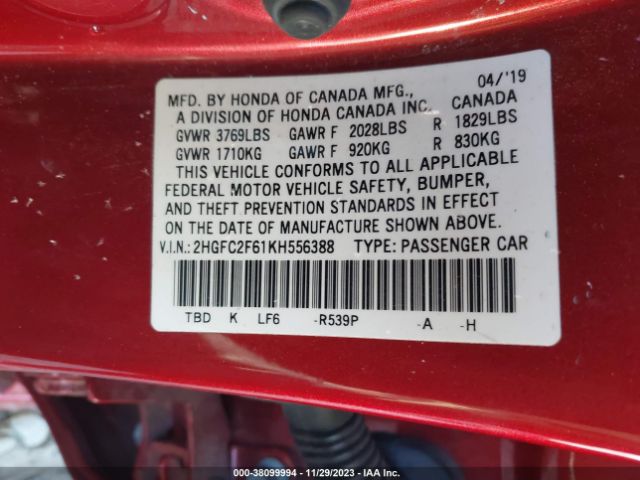 04/'19
MFD. BY HONDA OF CANADA MFG.,
A DIVISION OF HONDA CANADA INC. CANADA
GVWR 3769LBS GAWR F 2028LBS R 1829LBS
GVWR 1710KG GAWR F 920KG R 830KG
THIS VEHICLE CONFORMS TO ALL APPLICABLE
FEDERAL MOTOR VEHICLE SAFETY, BUMPER,
AND THEFT PREVENTION STANDARDS IN EFFECT
ON THE DATE OF MANUFACTURE SHOWN ABOVE.
V.I.N.: 2HGFC2F61KH556388 TYPE: PASSENGER CAR
TBD K LF6 -R539P -A -H
000-38099994 | 11/29/2023 | IAA Inc.